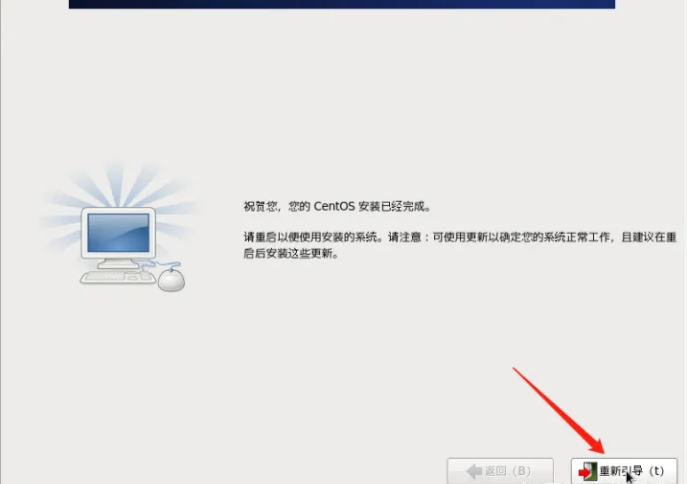 祝贺您，您的 CentOS 安装已经完成。
请重启以便使用安装的系统。请注意：可使用更新以确定您的系统正常工作，且建议在重
启后安装这些更新。
返回（B）
重新引导（t）